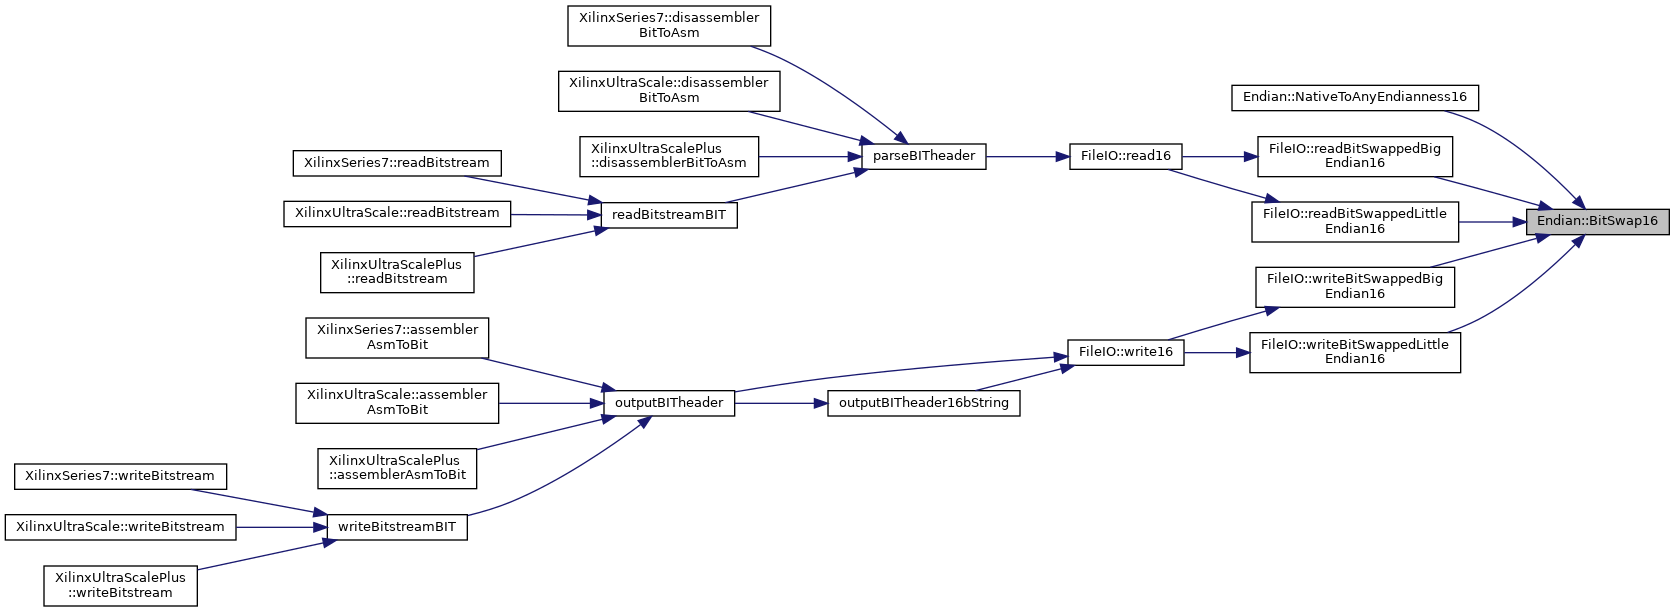 XilinxSeries7::disassembler
BitToAsm
XilinxUltraScale::disassembler
BitToAsm
XilinxUltraScalePlus
::disassemblerBitToAsm
XilinxSeries7::readBitstream
XilinxUltraScale::readBitstream
XilinxUltraScalePlus
::readBitstream
readBitstreamBIT
parseBITheader
FileIO::read16
Endian::NativeToAnyEndianness16
FileIO::readBitSwappedBig
Endian16
FileIO::readBitSwappedLittle
Endian16
Endian::BitSwap16
FileIO::writeBitSwappedBig
Endian16
FileIO::writeBitSwappedLittle
Endian16
FileIO::write16
outputBITheader16bString
outputBITheader
XilinxSeries7::assembler
AsmToBit
XilinxUltraScale::assembler
AsmToBit
XilinxUltraScalePlus
::assemblerAsmToBit
writeBitstreamBIT
XilinxSeries7::writeBitstream
XilinxUltraScale::writeBitstream
XilinxUltraScalePlus
::writeBitstream